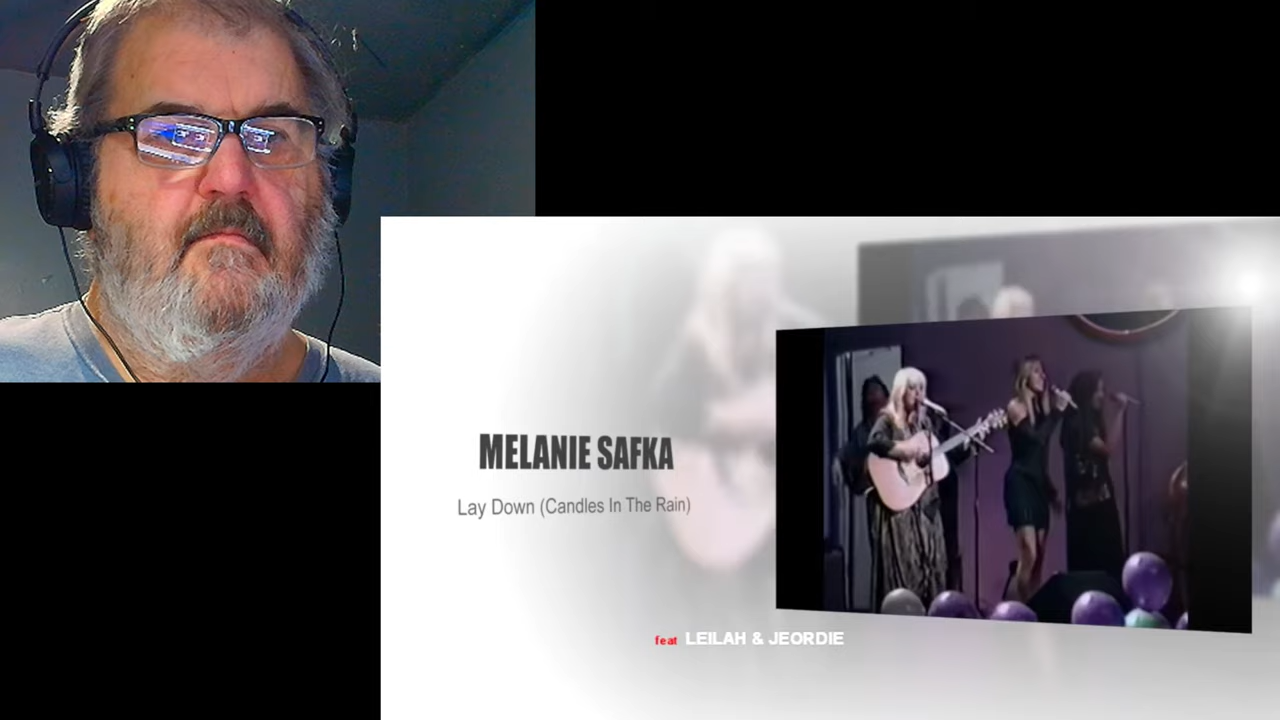 MELANIE SAFKA
Lay Down (Candles In The Rain)
feat LEILAH & JEORDIE